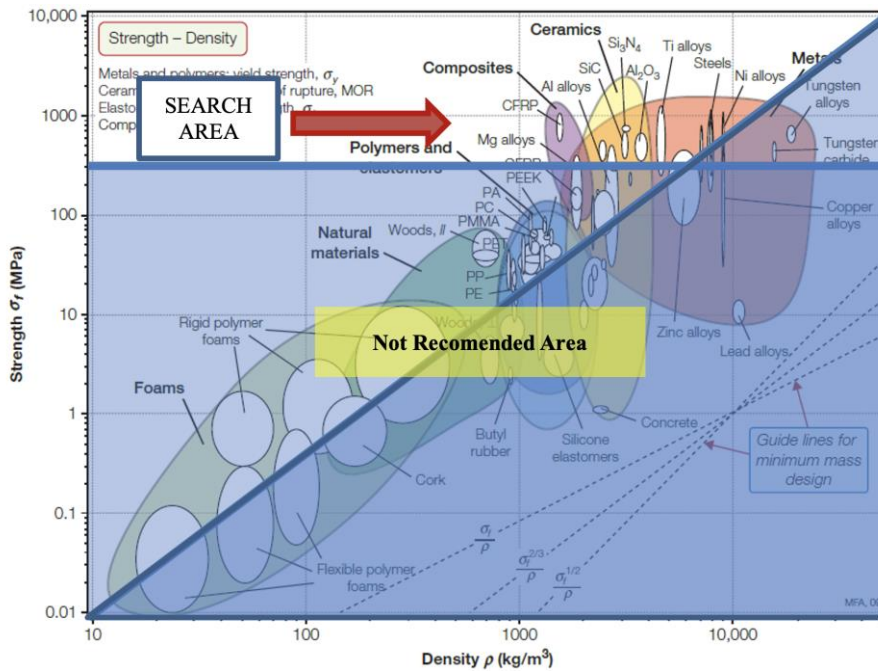 10,000
Strength – Density
Metals and polymers: yield strength, σy
Ceram
of rupture, MOR
Elasto
gth, σ
Comp
SEARCH
AREA
1000
100
10
1
0.1
0.01
Strength σf (MPa)
Ceramics
Si3N4
SiC
Al2O3
Ti alloys
Metals
Steels
Ni alloys
Tungsten
alloys
Composites
Al alloys
CFRP
Mg alloys
Polymers and
elastomers
GFRP
PEEK
PA
PC
PMMA
Tungsten
carbide
Copper
alloys
Natural
materials
Woods, //
PP
PE
Rigid polymer
foams
Woods,
Not Recomended Area
Zinc alloys
Lead alloys
Foams
Butyl
rubber
Silicone
elastomers
Concrete
Cork
Guide lines for
minimum mass
design
Flexible polymer
foams
σf
ρ
σf2/3
ρ
σf1/2
ρ
MFA, 0
10
100
1000
10,000
Density ρ (kg/m3)